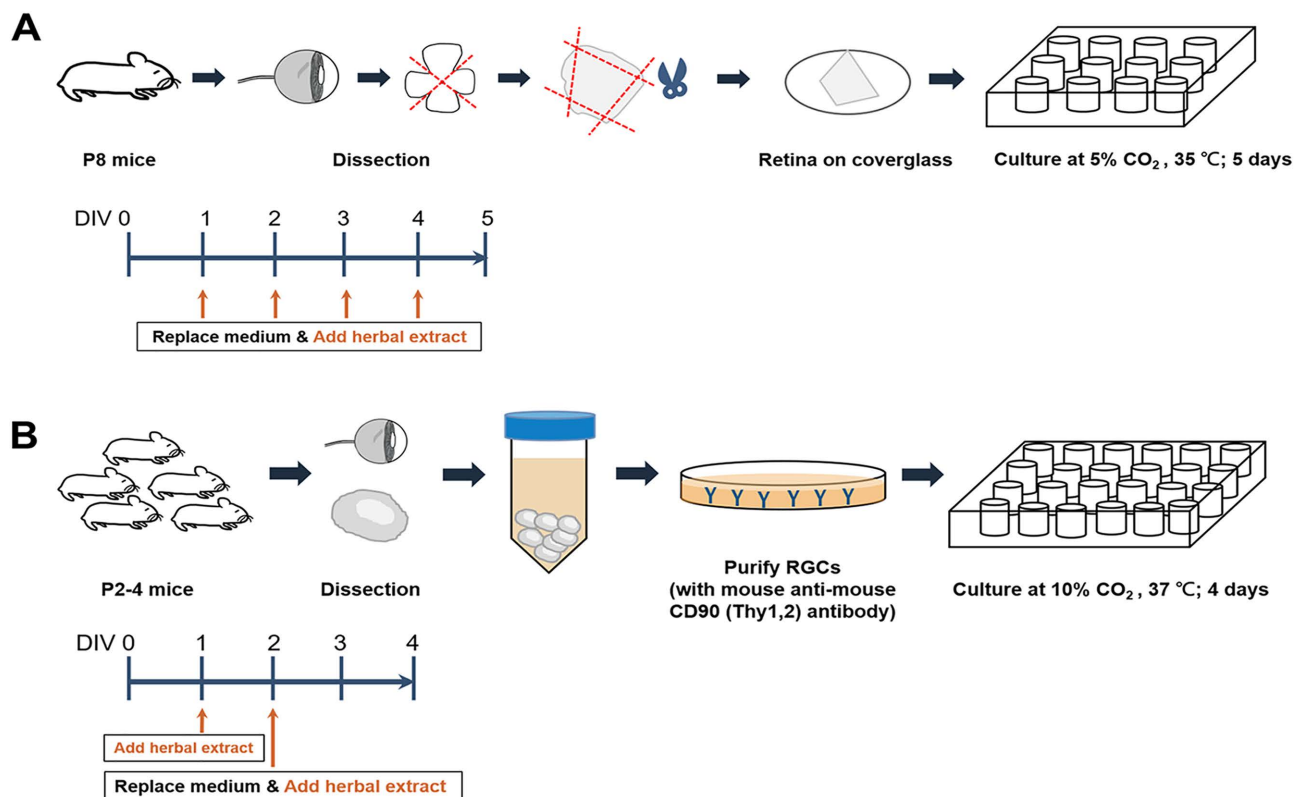 A
P8 mice
Dissection
Retina on coverglass
Culture at 5% CO₂ , 35 ℃; 5 days
DIV 0 1 2 3 4 5
Replace medium & Add herbal extract
B
P2-4 mice
Dissection
Y Y Y Y Y Y
Purify RGCs
(with mouse anti-mouse
CD90 (Thy1,2) antibody)
Culture at 10% CO₂ , 37 ℃; 4 days
DIV 0 1 2 3 4
Add herbal extract
Replace medium & Add herbal extract